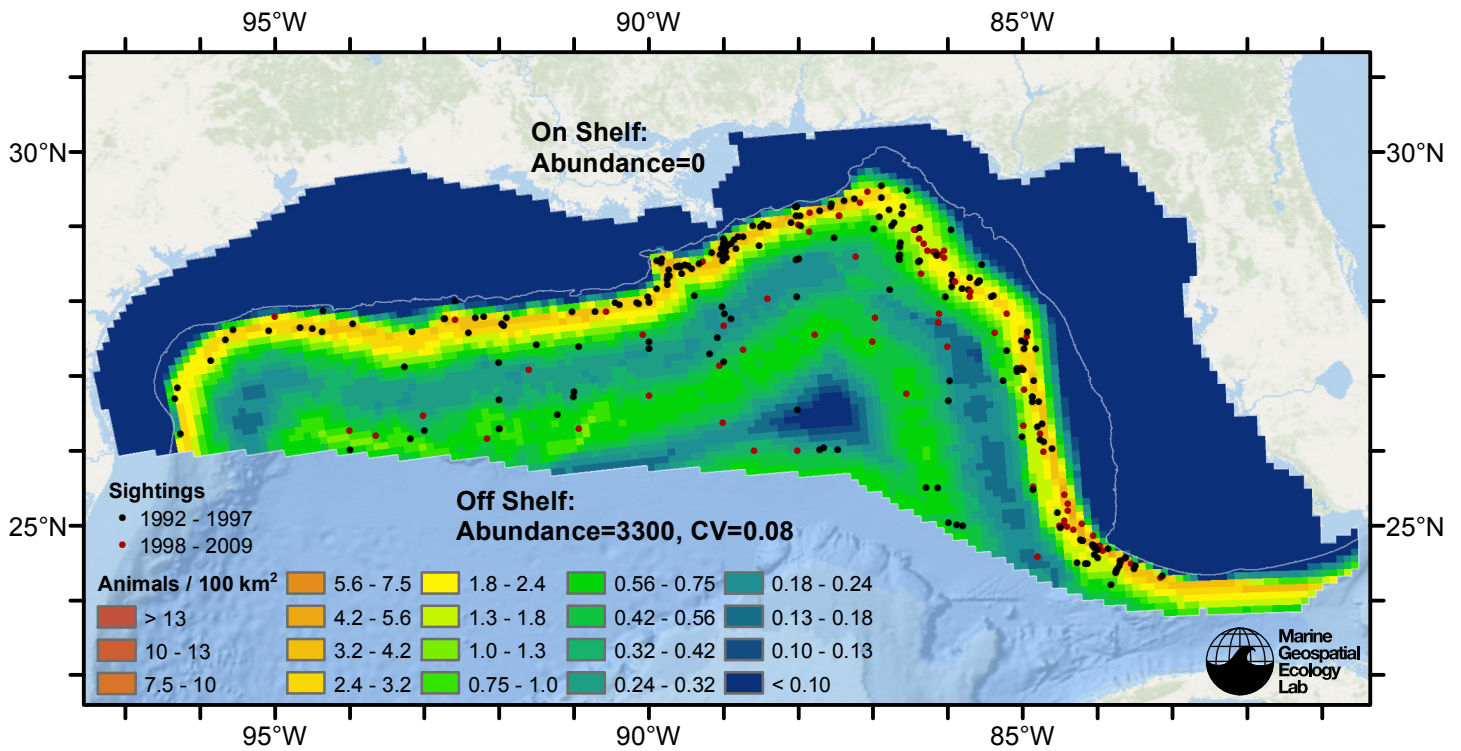 95°W 90°W 85°W
30°N
30°N
On Shelf:
Abundance=0
25°N
25°N
Off Shelf:
Abundance=3300, CV=0.08
Sightings
1992 - 1997
1998 - 2009
Animals / 100 km²
> 13
10 - 13
7.5 - 10
5.6 - 7.5
4.2 - 5.6
3.2 - 4.2
2.4 - 3.2
1.8 - 2.4
1.3 - 1.8
1.0 - 1.3
0.75 - 1.0
0.56 - 0.75
0.42 - 0.56
0.32 - 0.42
0.24 - 0.32
0.18 - 0.24
0.13 - 0.18
0.10 - 0.13
< 0.10
Marine
Geospatial
Ecology
Lab
95°W 90°W 85°W